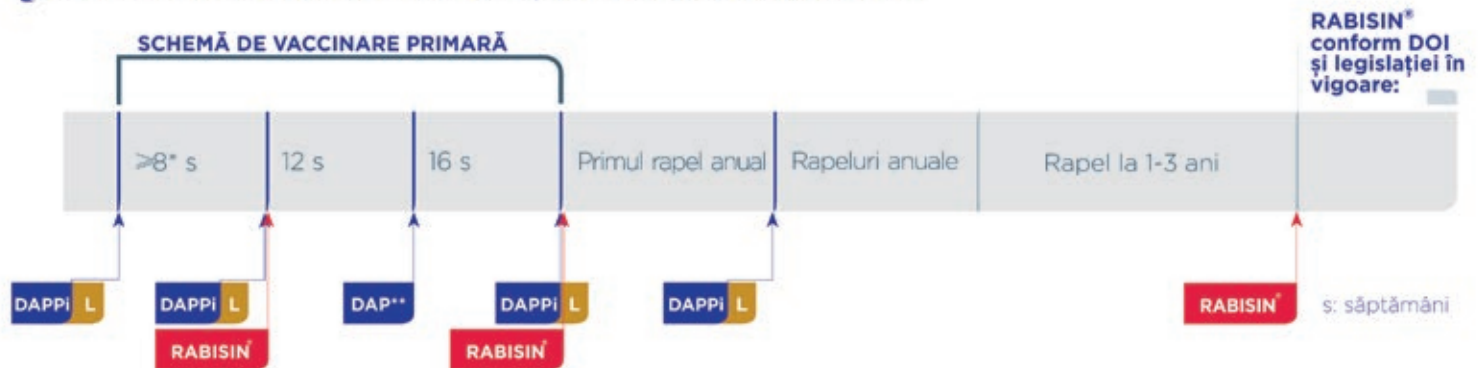 SCHEMĂ DE VACCINARE PRIMARĂ
RABISIN®
conform DOI
și legislației în
vigoare:
≥8* s
12 s
16 s
Primul rapel anual
Rapeluri anuale
Rapel la 1-3 ani
DAPPi L
DAPPi L
DAP**
DAPPi L
DAPPi L
RABISIN®
s: săptămâni
RABISIN®
RABISIN®